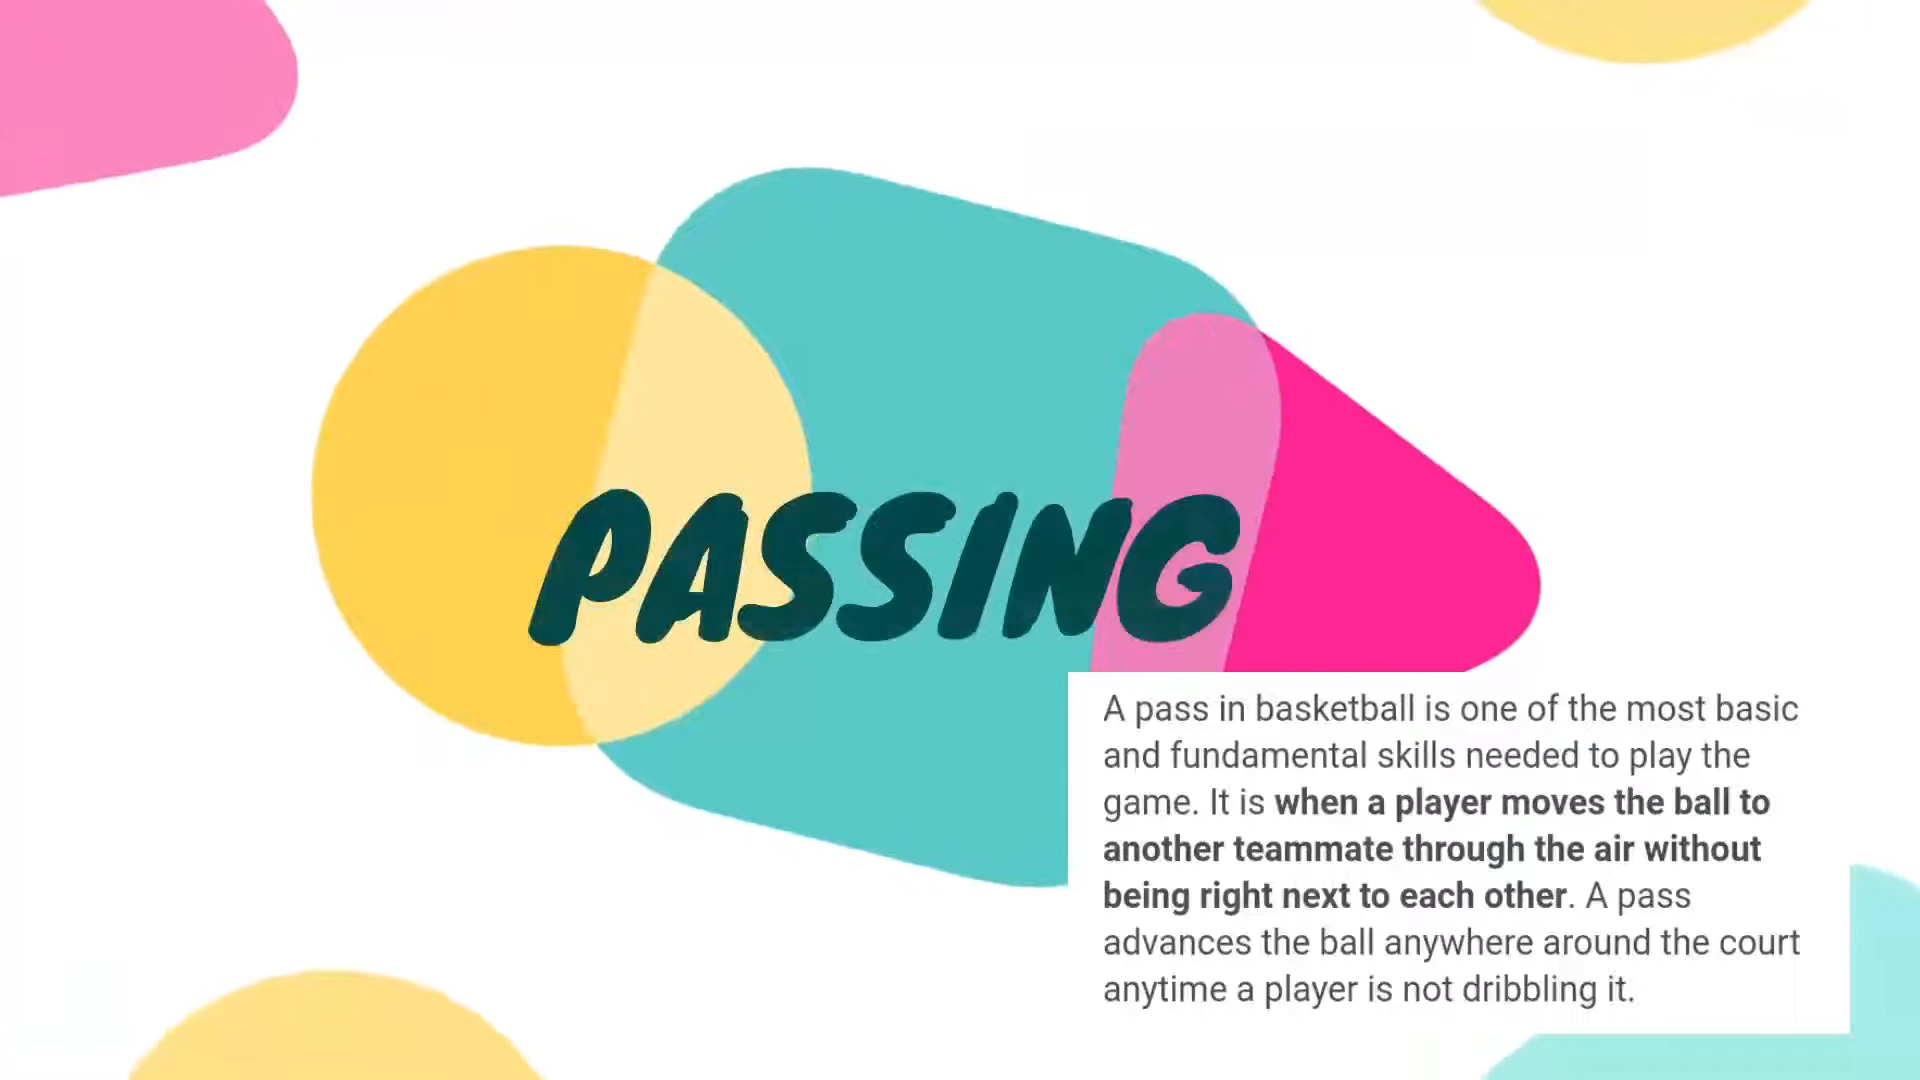 PASSING
A pass in basketball is one of the most basic
and fundamental skills needed to play the
game. It is when a player moves the ball to
another teammate through the air without
being right next to each other. A pass
advances the ball anywhere around the court
anytime a player is not dribbling it.